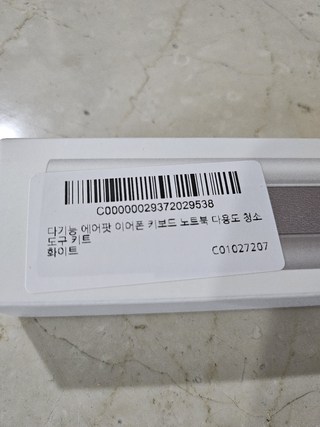 C00000029372029538
다기능 에어팟 이어폰 키보드 노트북 다용도 청소
도구 키트
화이트
C01027207